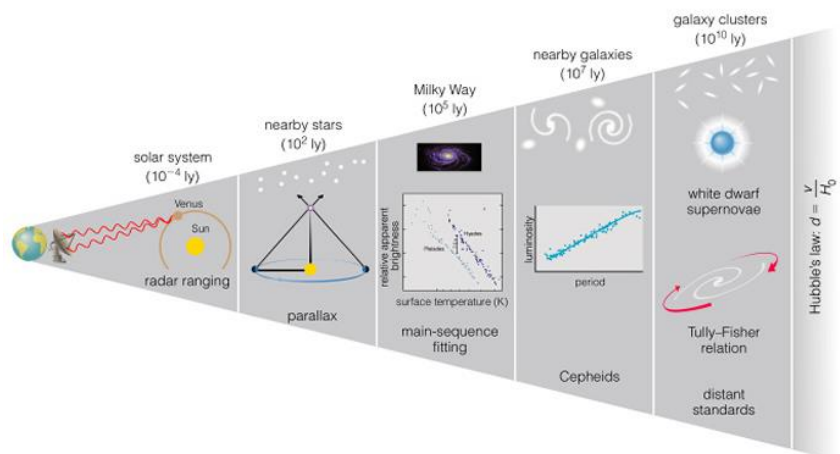 solar system
(10⁻⁴ ly)
Venus
Sun
radar ranging
nearby stars
(10² ly)
parallax
Milky Way
(10⁵ ly)
relative apparent
brightness
Pleiades
Hyades
surface temperature (K)
main-sequence
fitting
nearby galaxies
(10⁷ ly)
luminosity
period
Cepheids
galaxy clusters
(10¹⁰ ly)
white dwarf
supernovae
Tully–Fisher
relation
distant
standards
Hubble's law: d = v/H₀